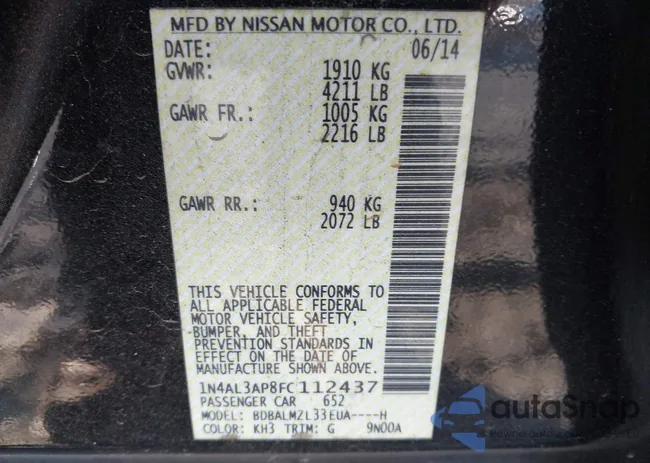 MFD BY NISSAN MOTOR CO., LTD.
DATE: 06/14
GVWR: 1910 KG
4211 LB
GAWR FR.: 1005 KG
2216 LB
GAWR RR.: 940 KG
2072 LB
THIS VEHICLE CONFORMS TO
ALL APPLICABLE FEDERAL
MOTOR VEHICLE SAFETY,
BUMPER, AND THEFT
PREVENTION STANDARDS IN
EFFECT ON THE DATE OF
MANUFACTURE SHOWN ABOVE.
1N4AL3AP8FC112437
PASSENGER CAR 652
MODEL: BDBALMZL33EUA----H
COLOR: KH3 TRIM: G 9N00A
autoSnap